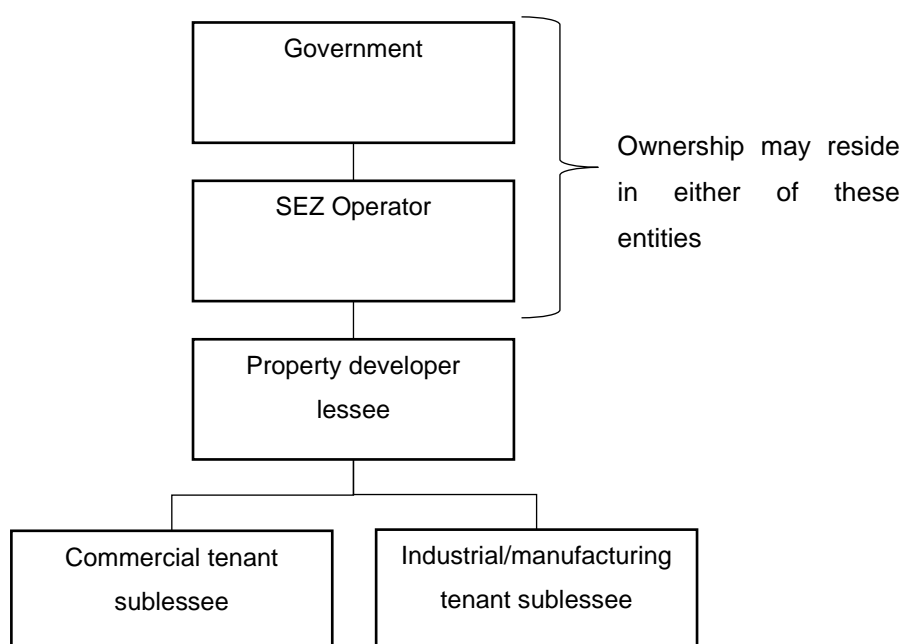 Government
SEZ Operator
Ownership may reside
in either of these
entities
Property developer
lessee
Commercial tenant
sublessee
Industrial/manufacturing
tenant sublessee